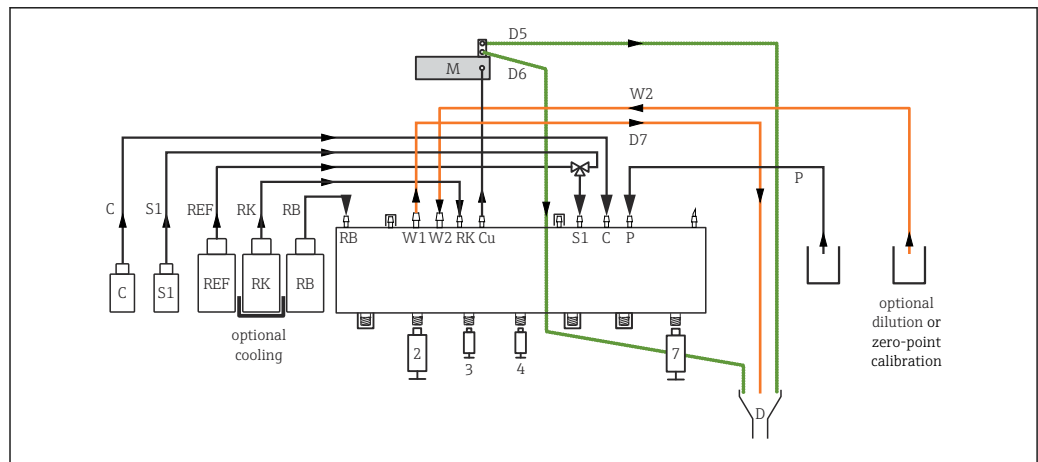 D5
M
D6
W2
D7
P
C
S1
REF
RK
RB
RB
W1
W2
RK
Cu
S1
C
P
C
S1
REF
RK
RB
optional
cooling
optional
dilution or
zero-point
calibration
2
3
4
7
D